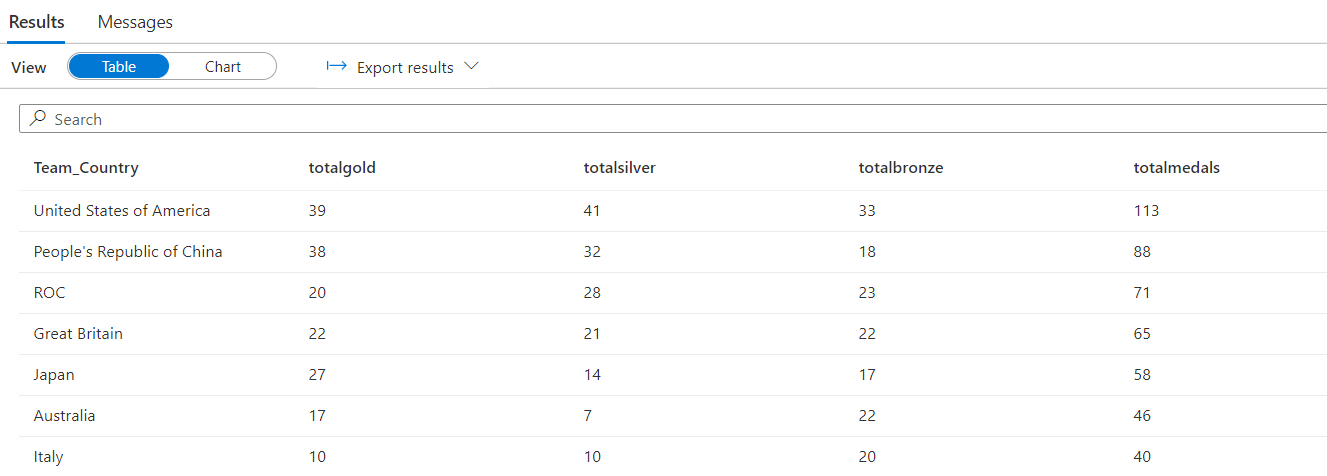 Results Messages
View Table Chart Export results
Search
Team_Country totalgold totalsilver totalbronze totalmedals
United States of America 39 41 33 113
People's Republic of China 38 32 18 88
ROC 20 28 23 71
Great Britain 22 21 22 65
Japan 27 14 17 58
Australia 17 7 22 46
Italy 10 10 20 40